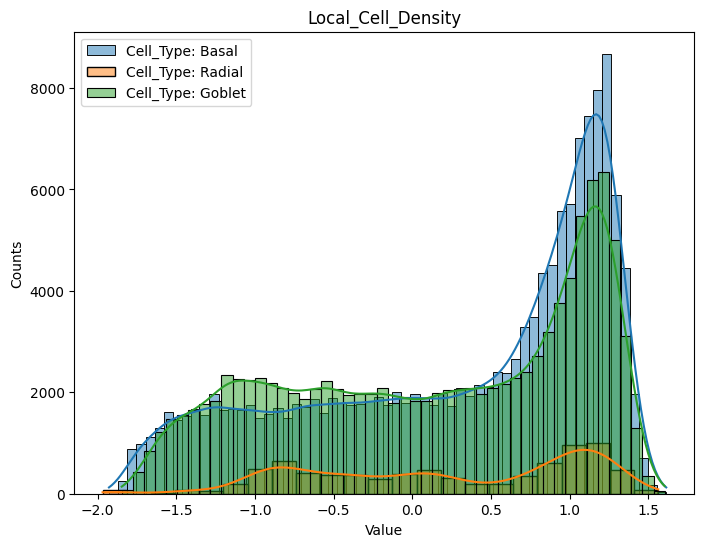 Local_Cell_Density
Cell_Type: Basal
Cell_Type: Radial
Cell_Type: Goblet
Counts
8000
6000
4000
2000
0
−2.0 −1.5 −1.0 −0.5 0.0 0.5 1.0 1.5
Value